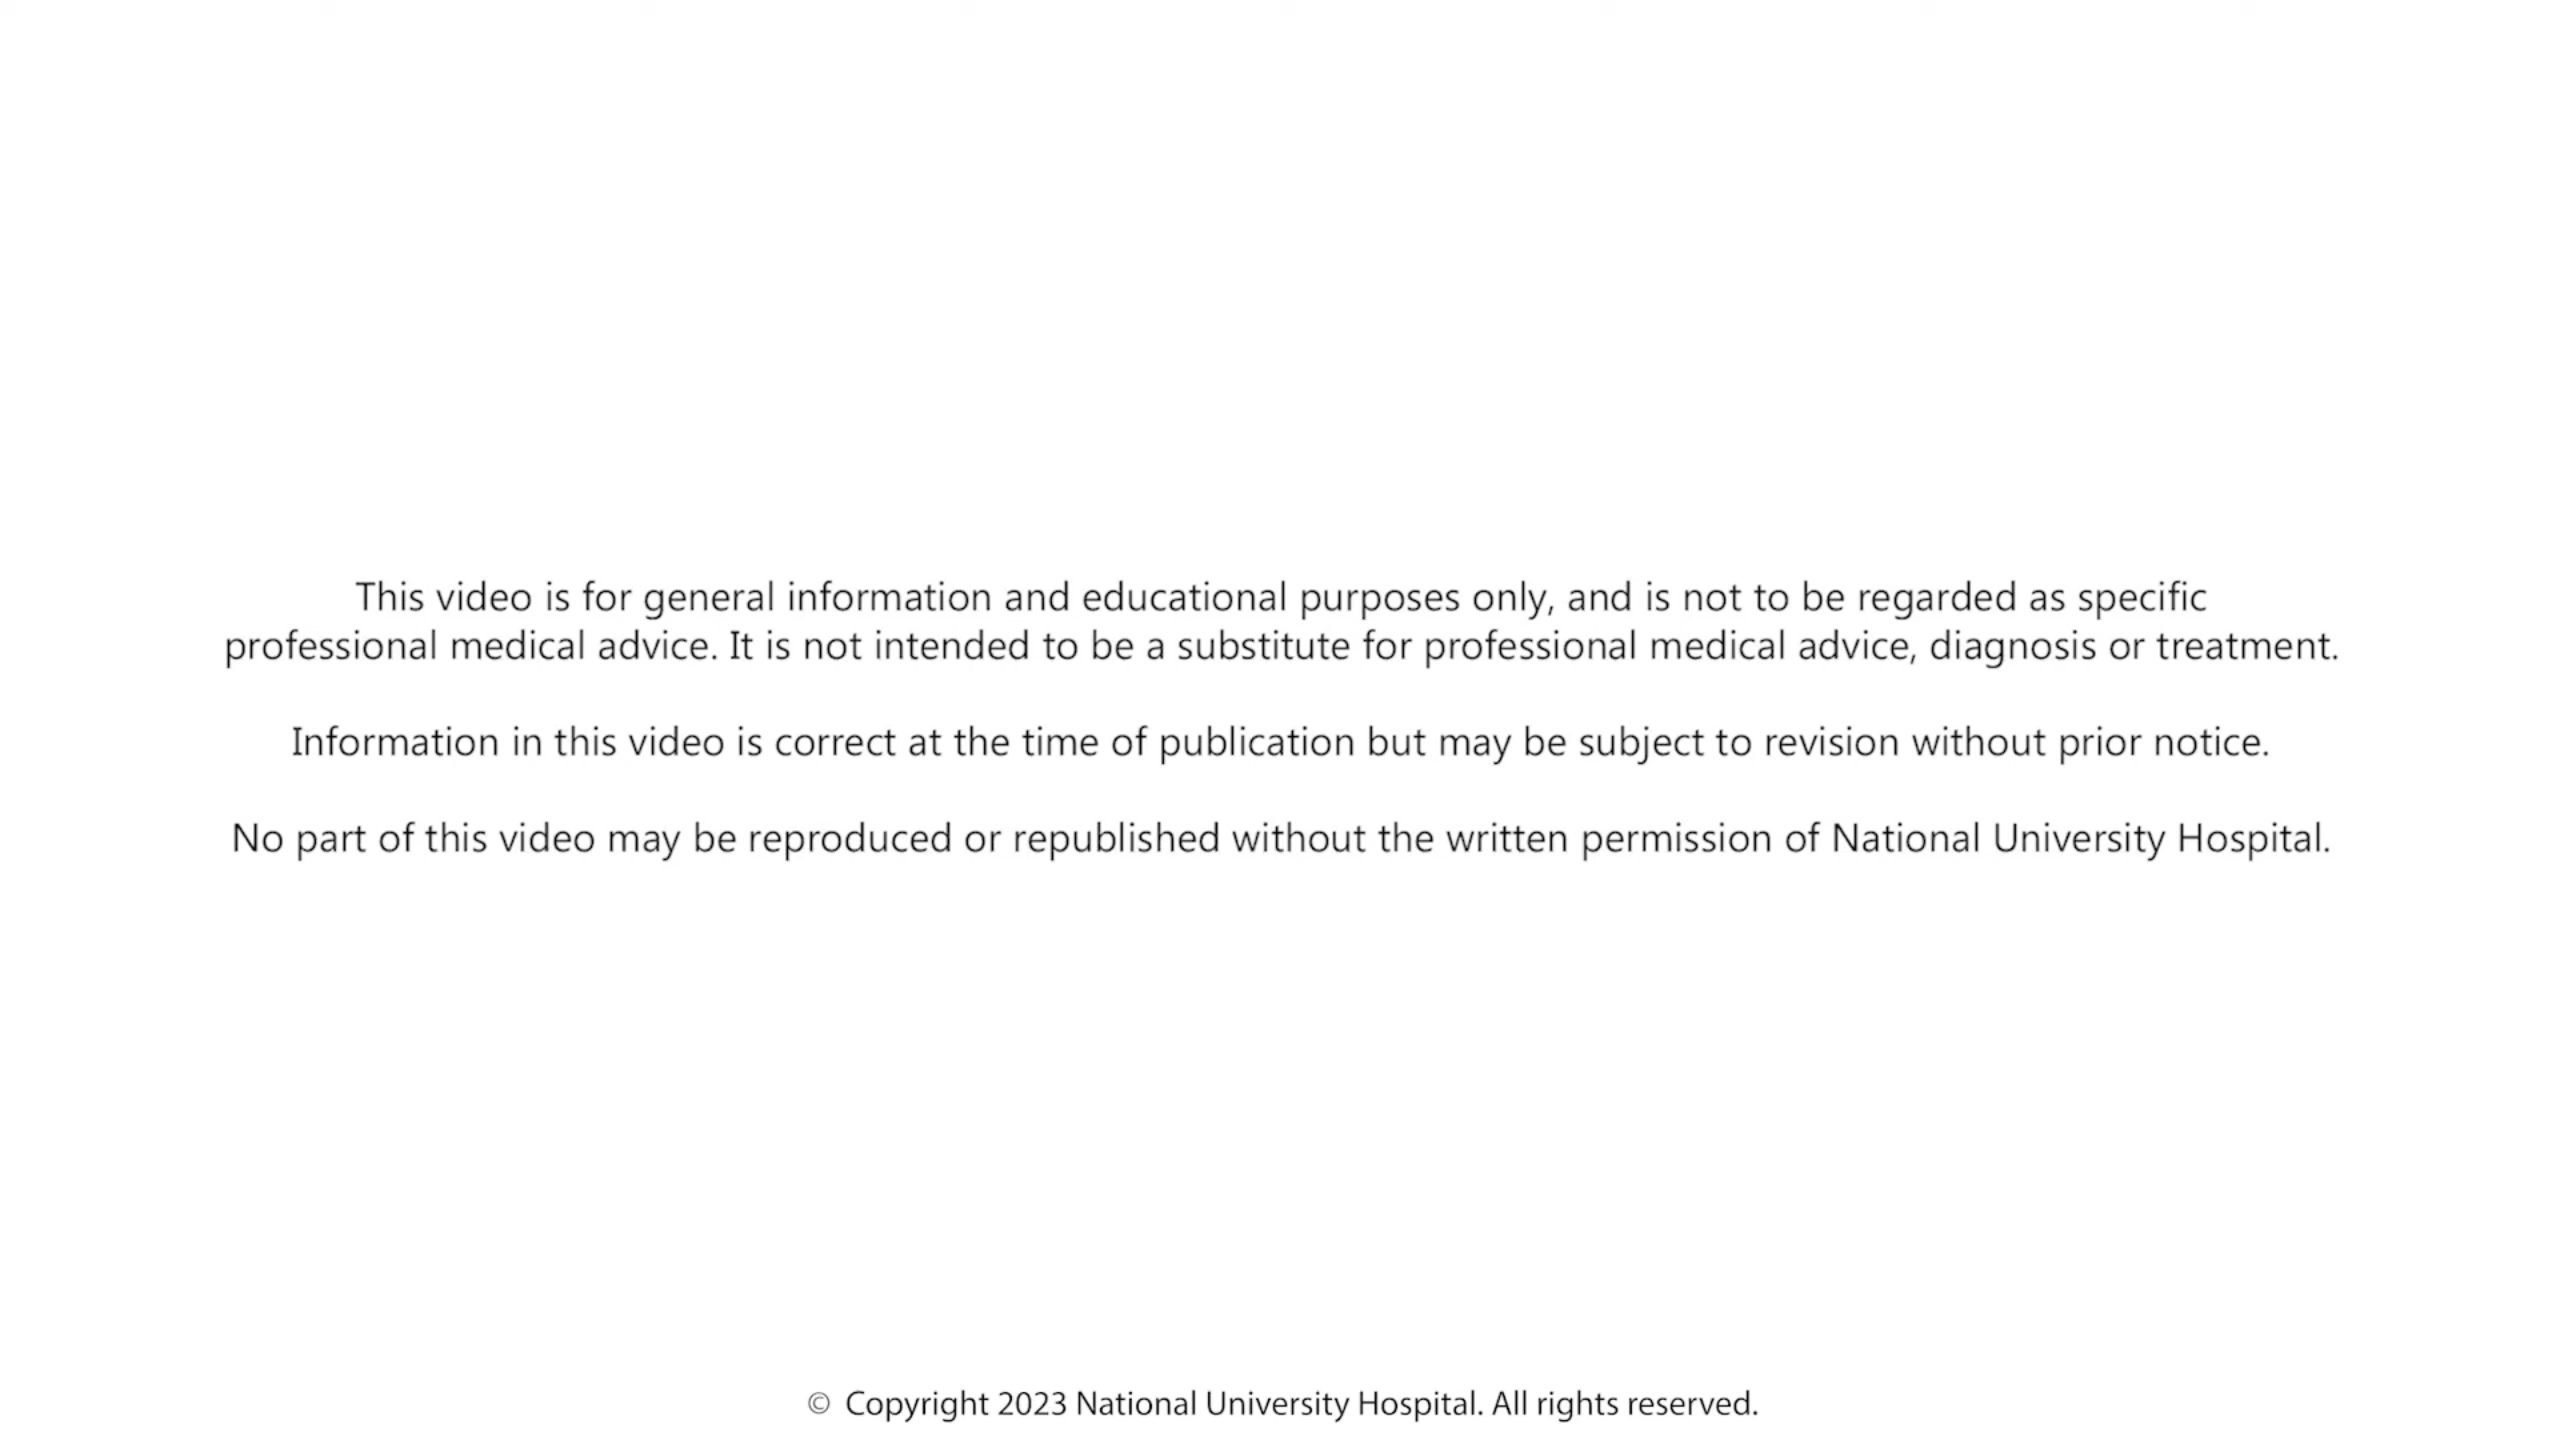 This video is for general information and educational purposes only, and is not to be regarded as specific
professional medical advice. It is not intended to be a substitute for professional medical advice, diagnosis or treatment.
Information in this video is correct at the time of publication but may be subject to revision without prior notice.
No part of this video may be reproduced or republished without the written permission of National University Hospital.
© Copyright 2023 National University Hospital. All rights reserved.